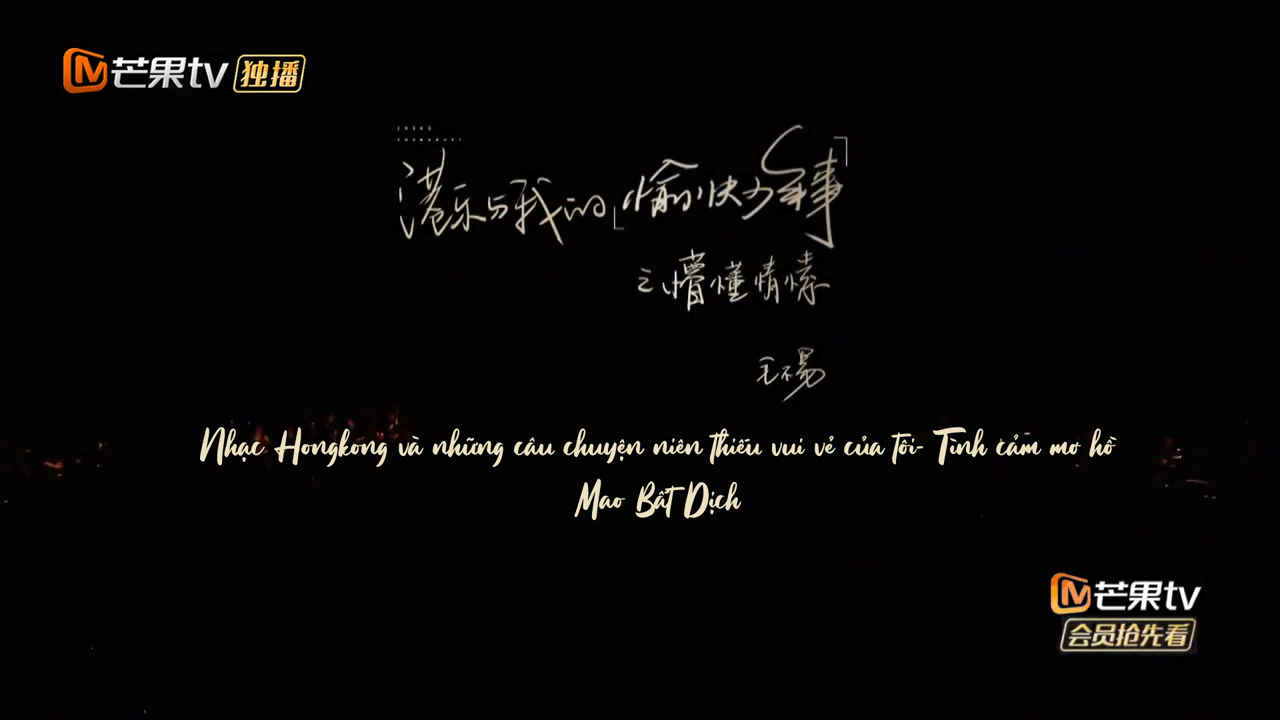 芒果tv 独播
港乐与我的「愉快少年事」
之懵懂情愫
毛不易
Nhạc Hongkong và những câu chuyện niên thiếu vui vẻ của tôi- Tình cảm mơ hồ
Mao Bất Dịch
芒果tv
会员抢先看